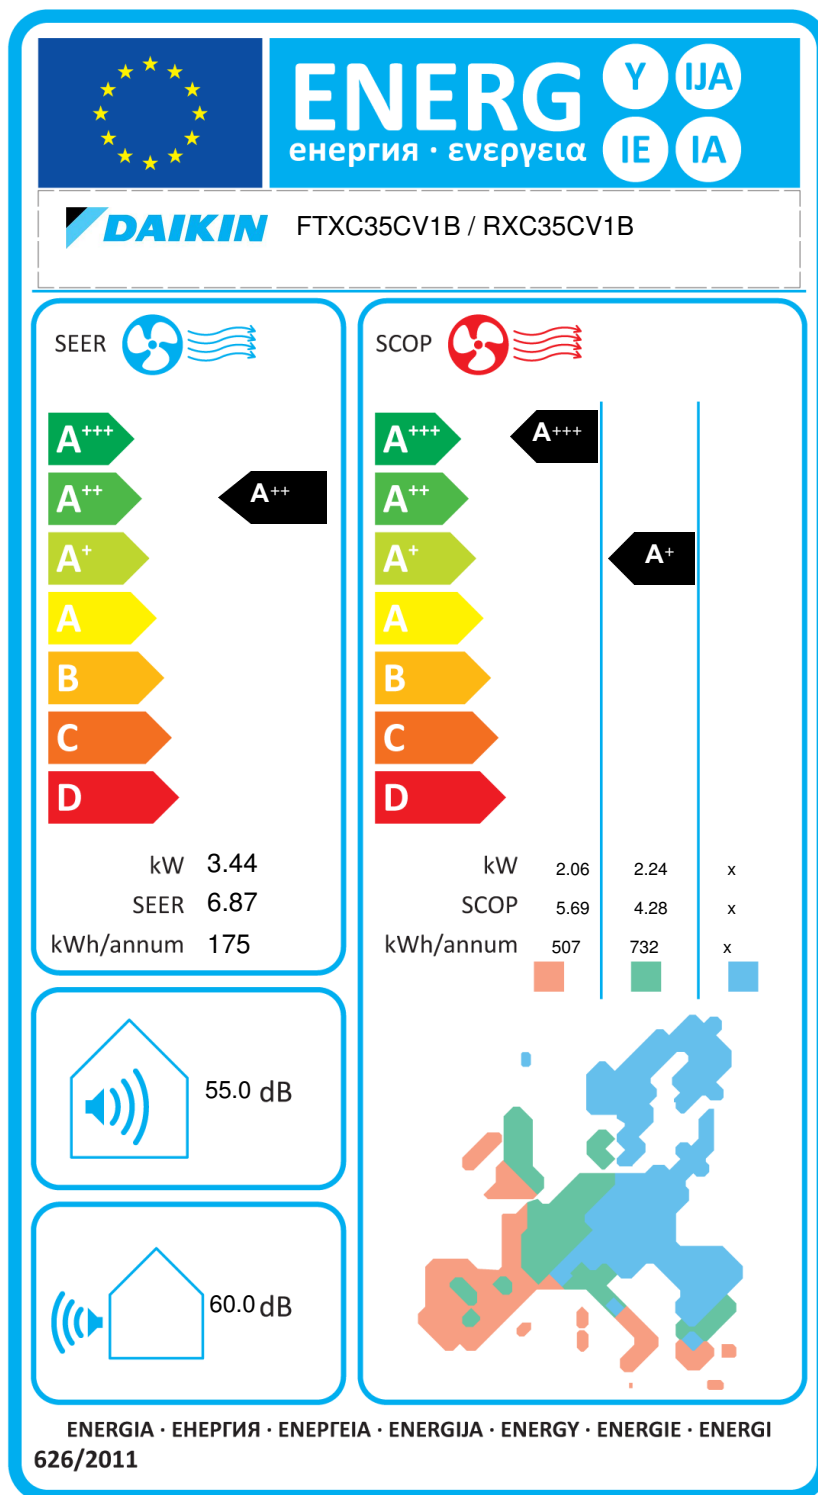 ENERG
енергия · ενεργεια
Y IJA
IE IA
DAIKIN FTXC35CV1B / RXC35CV1B
SEER
A+++
A++ A++
A+
A
B
C
D
kW 3.44
SEER 6.87
kWh/annum 175
SCOP
A+++ A+++
A++
A+ A+
A
B
C
D
kW 2.06 2.24 x
SCOP 5.69 4.28 x
kWh/annum 507 732 x
55.0 dB
60.0 dB
ENERGIA · ЕНЕРГИЯ · ΕΝΕΡΓΕΙΑ · ENERGIJA · ENERGY · ENERGIE · ENERGI
626/2011